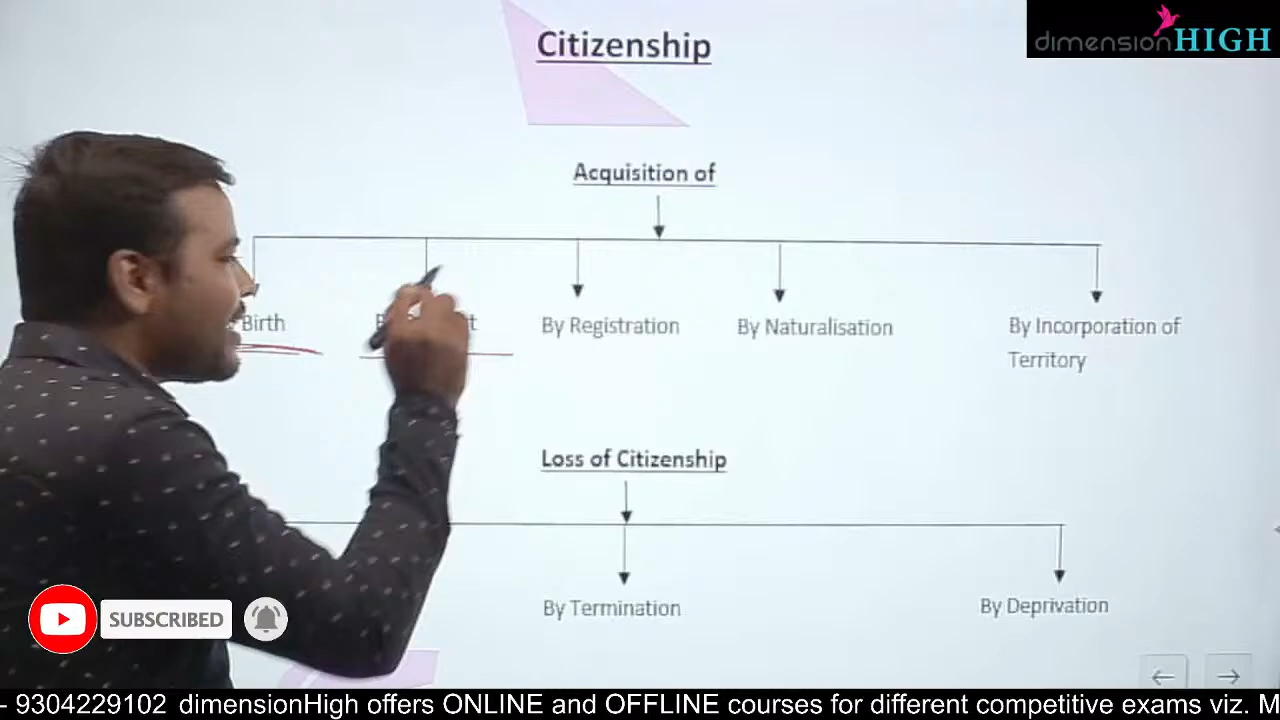 Citizenship
dimensionHIGH
Acquisition of
Birth
By Registration
By Naturalisation
By Incorporation of
Territory
Loss of Citizenship
By Termination
By Deprivation
SUBSCRIBED
- 9304229102 dimensionHigh offers ONLINE and OFFLINE courses for different competitive exams viz. M